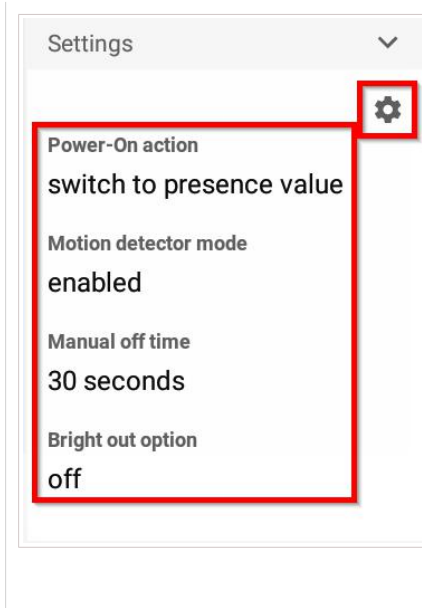 Settings
Power-On action
switch to presence value
Motion detector mode
enabled
Manual off time
30 seconds
Bright out option
off